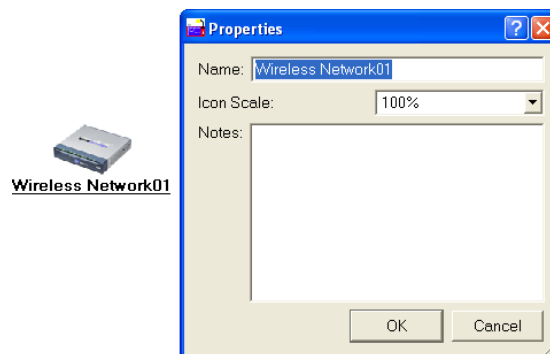 Properties
Name: Wireless Network01
Icon Scale: 100%
Notes:
Wireless Network01
OK Cancel